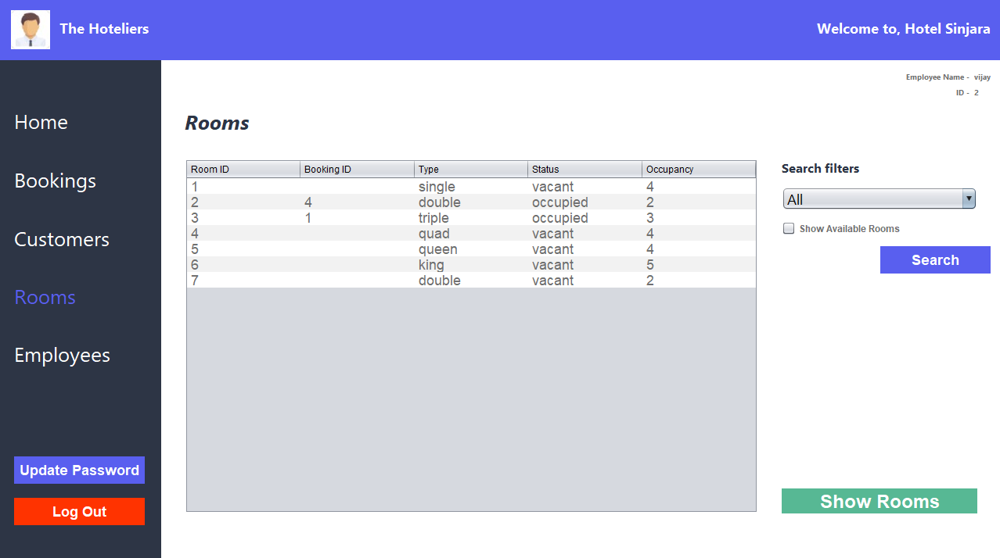 The Hoteliers
Welcome to, Hotel Sinjara
Employee Name - vijay
ID - 2
Home
Bookings
Customers
Rooms
Employees
Update Password
Log Out
Rooms
Room ID Booking ID Type Status Occupancy
1 single vacant 4
2 4 double occupied 2
3 1 triple occupied 3
4 quad vacant 4
5 queen vacant 4
6 king vacant 5
7 double vacant 2
Search filters
All
Show Available Rooms
Search
Show Rooms